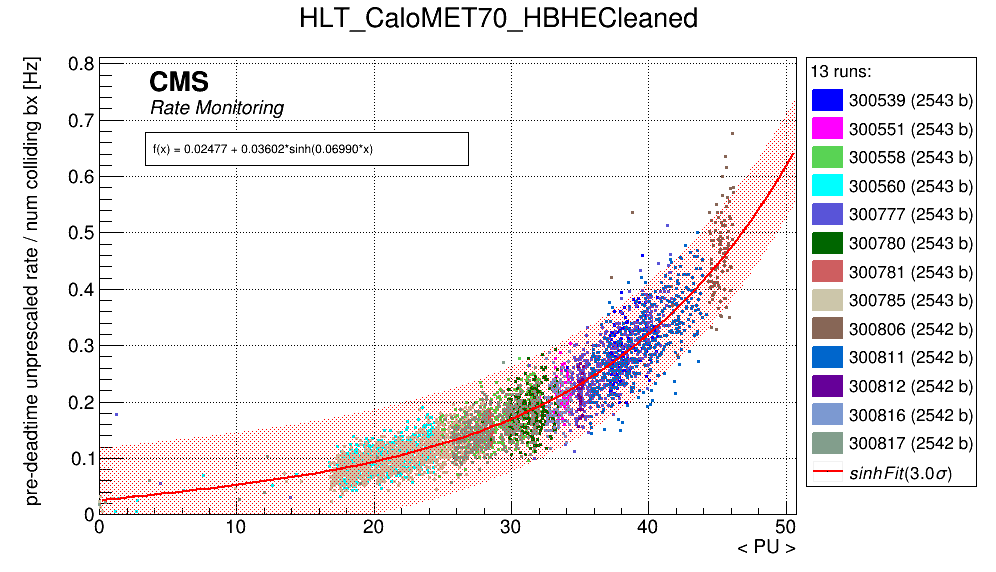 HLT_CaloMET70_HBHECleaned
pre-deadtime unprescaled rate / num colliding bx [Hz]
0.8
0.7
0.6
0.5
0.4
0.3
0.2
0.1
0
CMS
Rate Monitoring
f(x) = 0.02477 + 0.03602*sinh(0.06990*x)
0 10 20 30 40 50
< PU >
13 runs:
300539 (2543 b)
300551 (2543 b)
300558 (2543 b)
300560 (2543 b)
300777 (2543 b)
300780 (2543 b)
300781 (2543 b)
300785 (2543 b)
300806 (2542 b)
300811 (2542 b)
300812 (2542 b)
300816 (2542 b)
300817 (2542 b)
sinhFit(3.0σ)